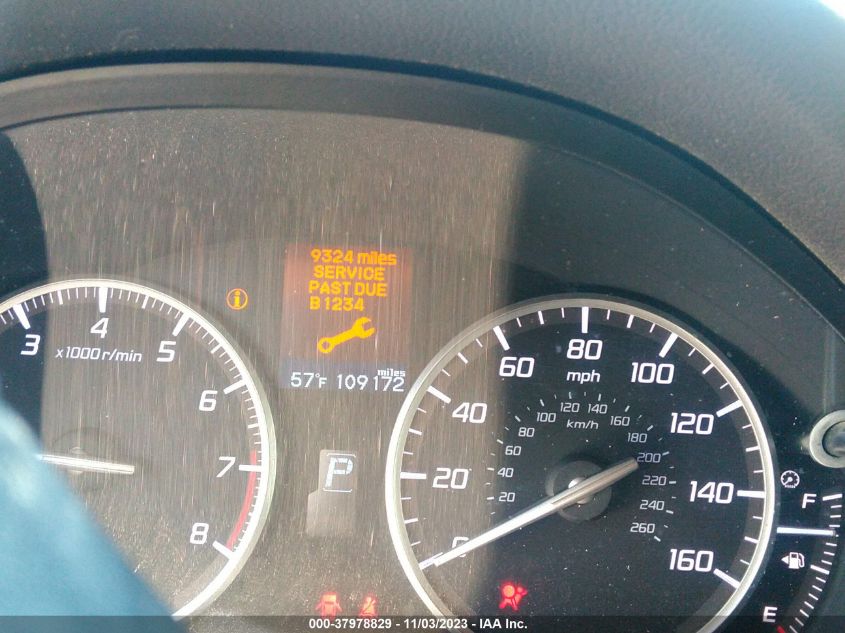 9324 miles
SERVICE
PAST DUE
B1234
57°F 109172 miles
3 4 5 6 7 8
x1000 r/min
P
0 20 40 60 80 100 120 140 160
mph
20 40 60 80 100 120 140 160 180 200 220 240 260
km/h
F
E
000-37978829 - 11/03/2023 - IAA Inc.